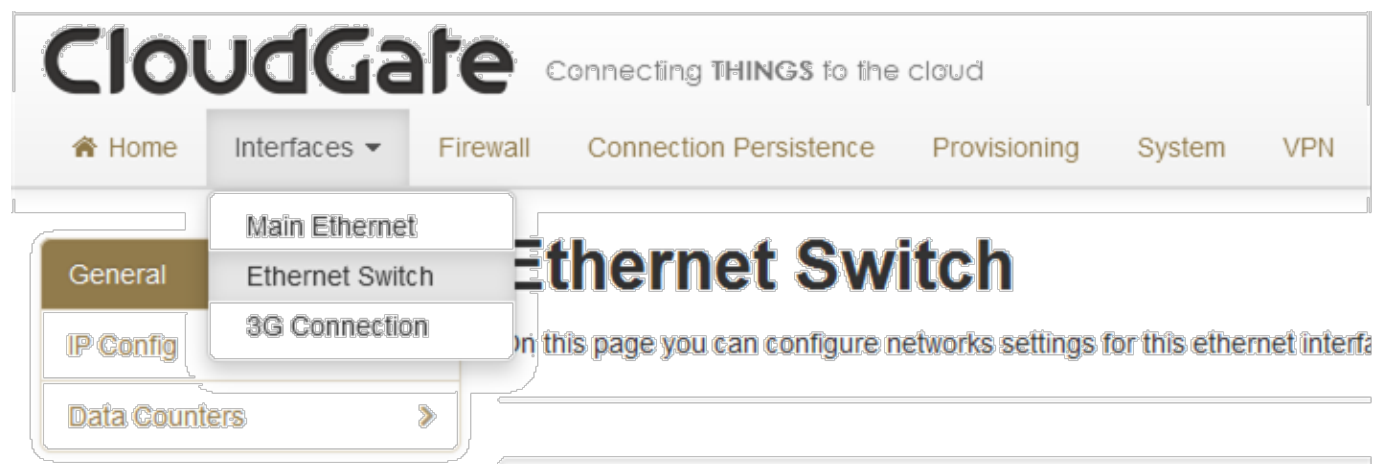 CloudGate Connecting THINGS to the cloud
Home Interfaces Firewall Connection Persistence Provisioning System VPN
Main Ethernet
Ethernet Switch
3G Connection
General
IP Config
Data Counters
Ethernet Switch
On this page you can configure networks settings for this ethernet interfa